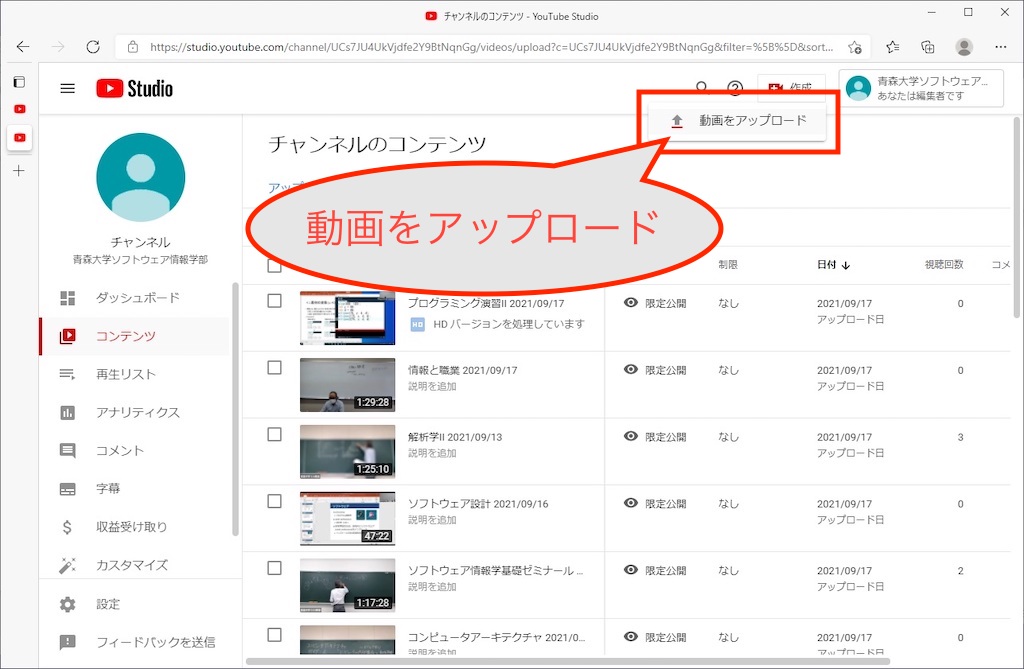 チャンネルのコンテンツ - YouTube Studio
https://studio.youtube.com/channel/UCs7JU4UkVjdfe2Y9BtNqnGg/videos/upload?c=UCs7JU4UkVjdfe2Y9BtNqnGg&filter=%5B%5D&sort...
Studio
作成
青森大学ソフトウェア...
あなたは編集者です
動画をアップロード
チャンネルのコンテンツ
アップ
動画をアップロード
チャンネル
青森大学ソフトウェア情報学部
ダッシュボード
コンテンツ
再生リスト
アナリティクス
コメント
字幕
収益受け取り
カスタマイズ
設定
フィードバックを送信
制限 日付 ↓ 視聴回数 コメ
プログラミング演習II 2021/09/17 限定公開 なし 2021/09/17 0
HD HD バージョンを処理しています アップロード日
情報と職業 2021/09/17 限定公開 なし 2021/09/17 0
説明を追加 アップロード日
1:29:28
解析学II 2021/09/13 限定公開 なし 2021/09/17 3
説明を追加 アップロード日
1:25:10
ソフトウェア設計 2021/09/16 限定公開 なし 2021/09/17 0
説明を追加 アップロード日
47:22
ソフトウェア情報学基礎ゼミナール ... 限定公開 なし 2021/09/17 2
説明を追加 アップロード日
1:17:28
コンピュータアーキテクチャ 2021/0... 限定公開 なし 2021/09/17 0
説明を追加 アップロード日